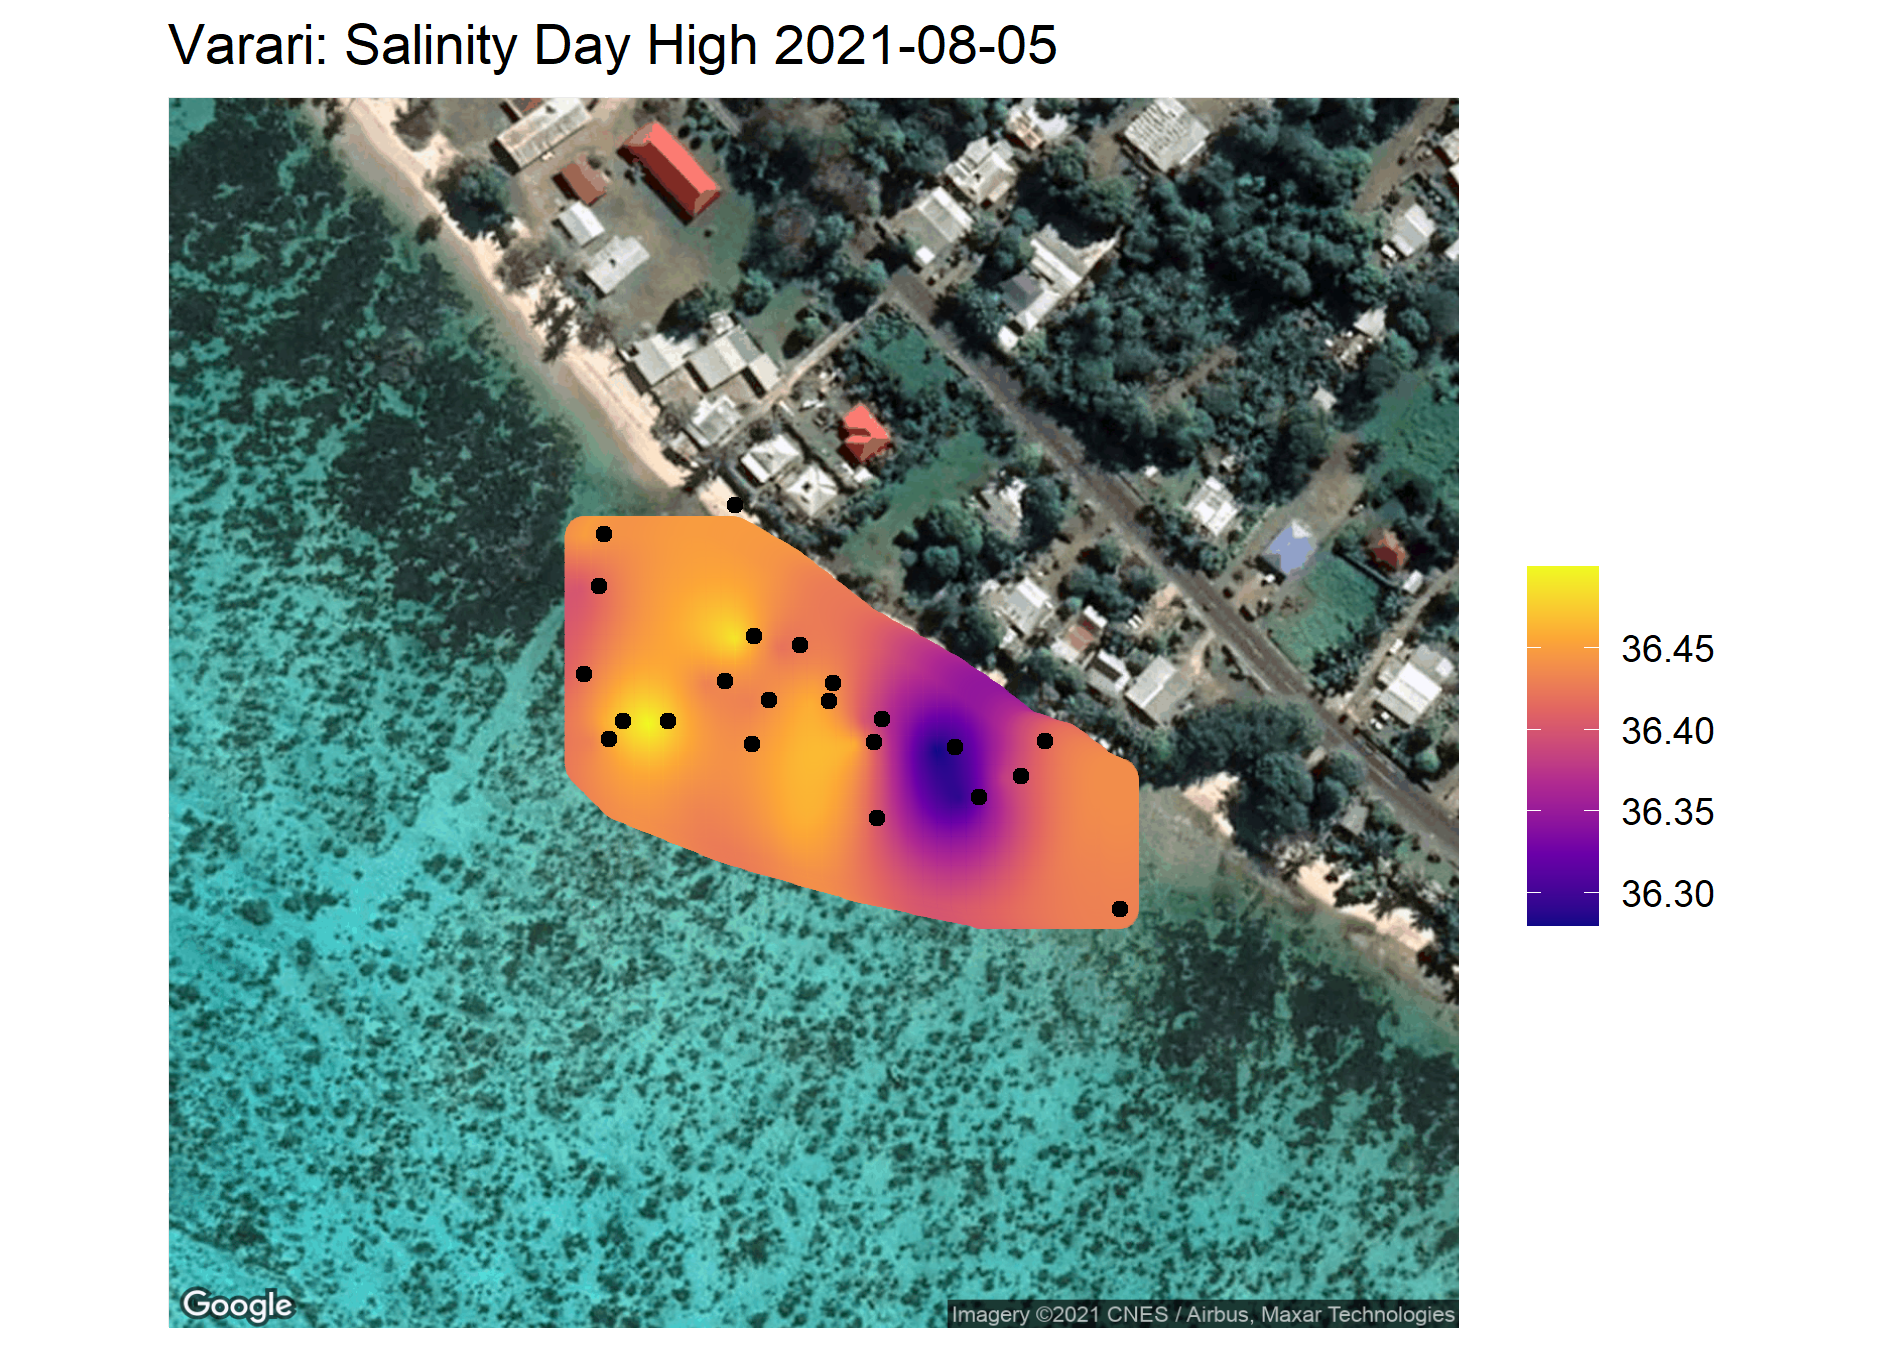 Varari: Salinity Day High 2021-08-05
36.45
36.40
36.35
36.30
Google
Imagery ©2021 CNES / Airbus, Maxar Technologies